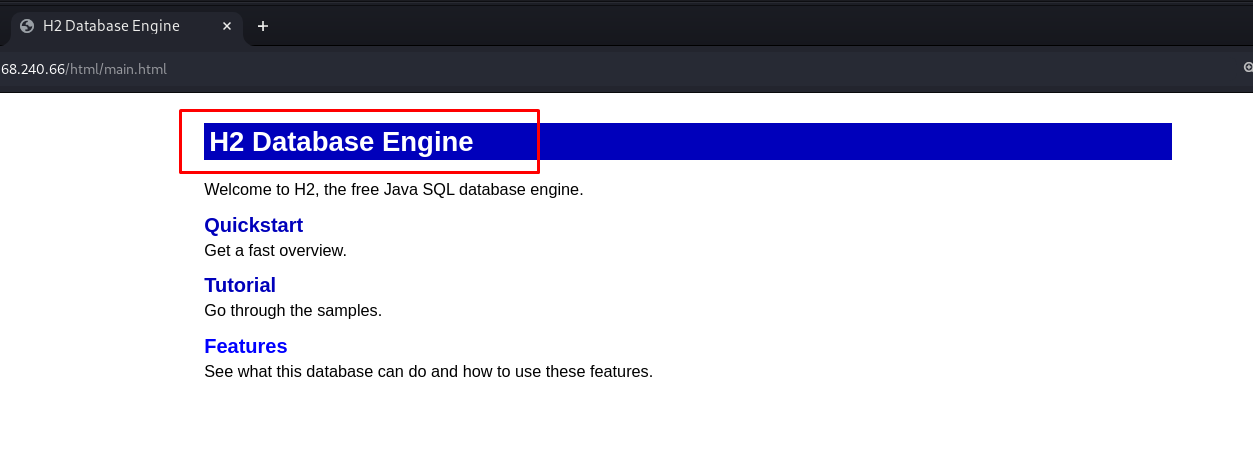 H2 Database Engine
68.240.66/html/main.html
H2 Database Engine
Welcome to H2, the free Java SQL database engine.
Quickstart
Get a fast overview.
Tutorial
Go through the samples.
Features
See what this database can do and how to use these features.